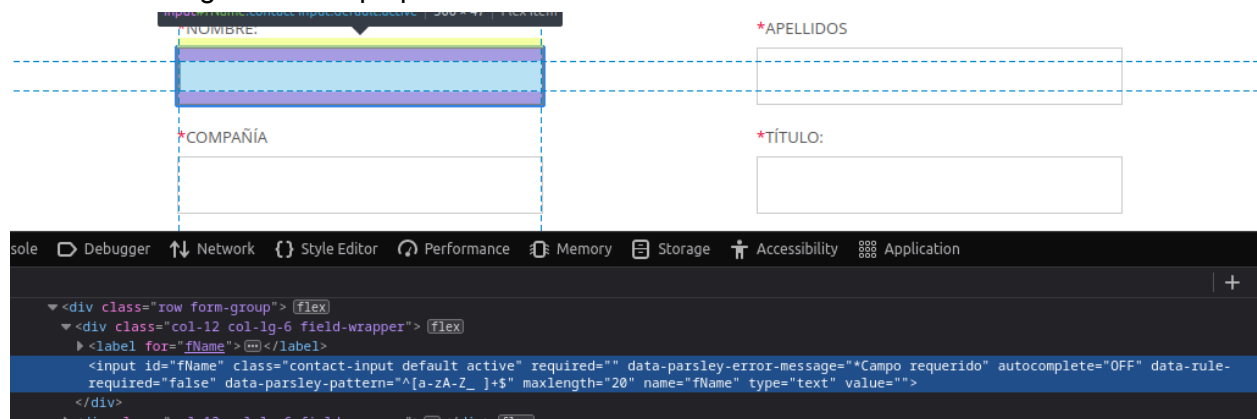 *NOMBRE:
*APELLIDOS
*COMPAÑÍA
*TÍTULO:
sole Debugger Network {} Style Editor Performance Memory Storage Accessibility Application
+
<div class="row form-group"> flex
<div class="col-12 col-lg-6 field-wrapper"> flex
<label for="fName"> </label>
<input id="fName" class="contact-input default active" required="" data-parsley-error-message="*Campo requerido" autocomplete="OFF" data-rule-
required="false" data-parsley-pattern="^[a-zA-Z_ ]+$" maxlength="20" name="fName" type="text" value="">
</div>